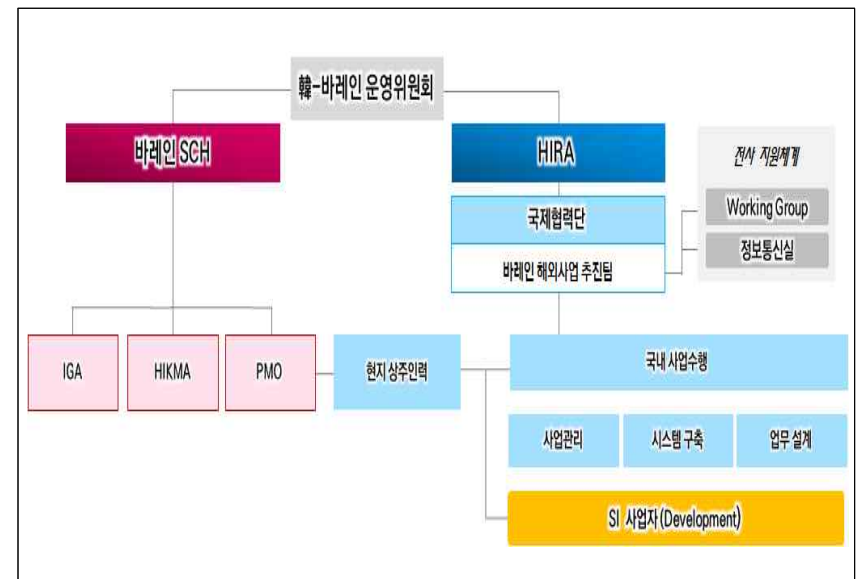 韓-바레인 운영위원회
바레인 SCH
HIRA
전사 지원체계
국제협력단
Working Group
바레인 해외사업 추진팀
정보통신실
IGA
HIKMA
PMO
현지 상주인력
국내 사업수행
사업관리
시스템 구축
업무 설계
SI 사업자(Development)